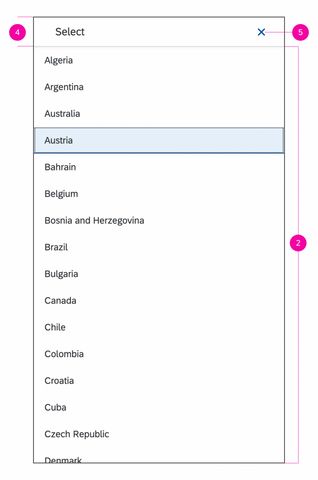 4
Select
5
Algeria
Argentina
Australia
Austria
Bahrain
Belgium
Bosnia and Herzegovina
2
Brazil
Bulgaria
Canada
Chile
Colombia
Croatia
Cuba
Czech Republic
Denmark